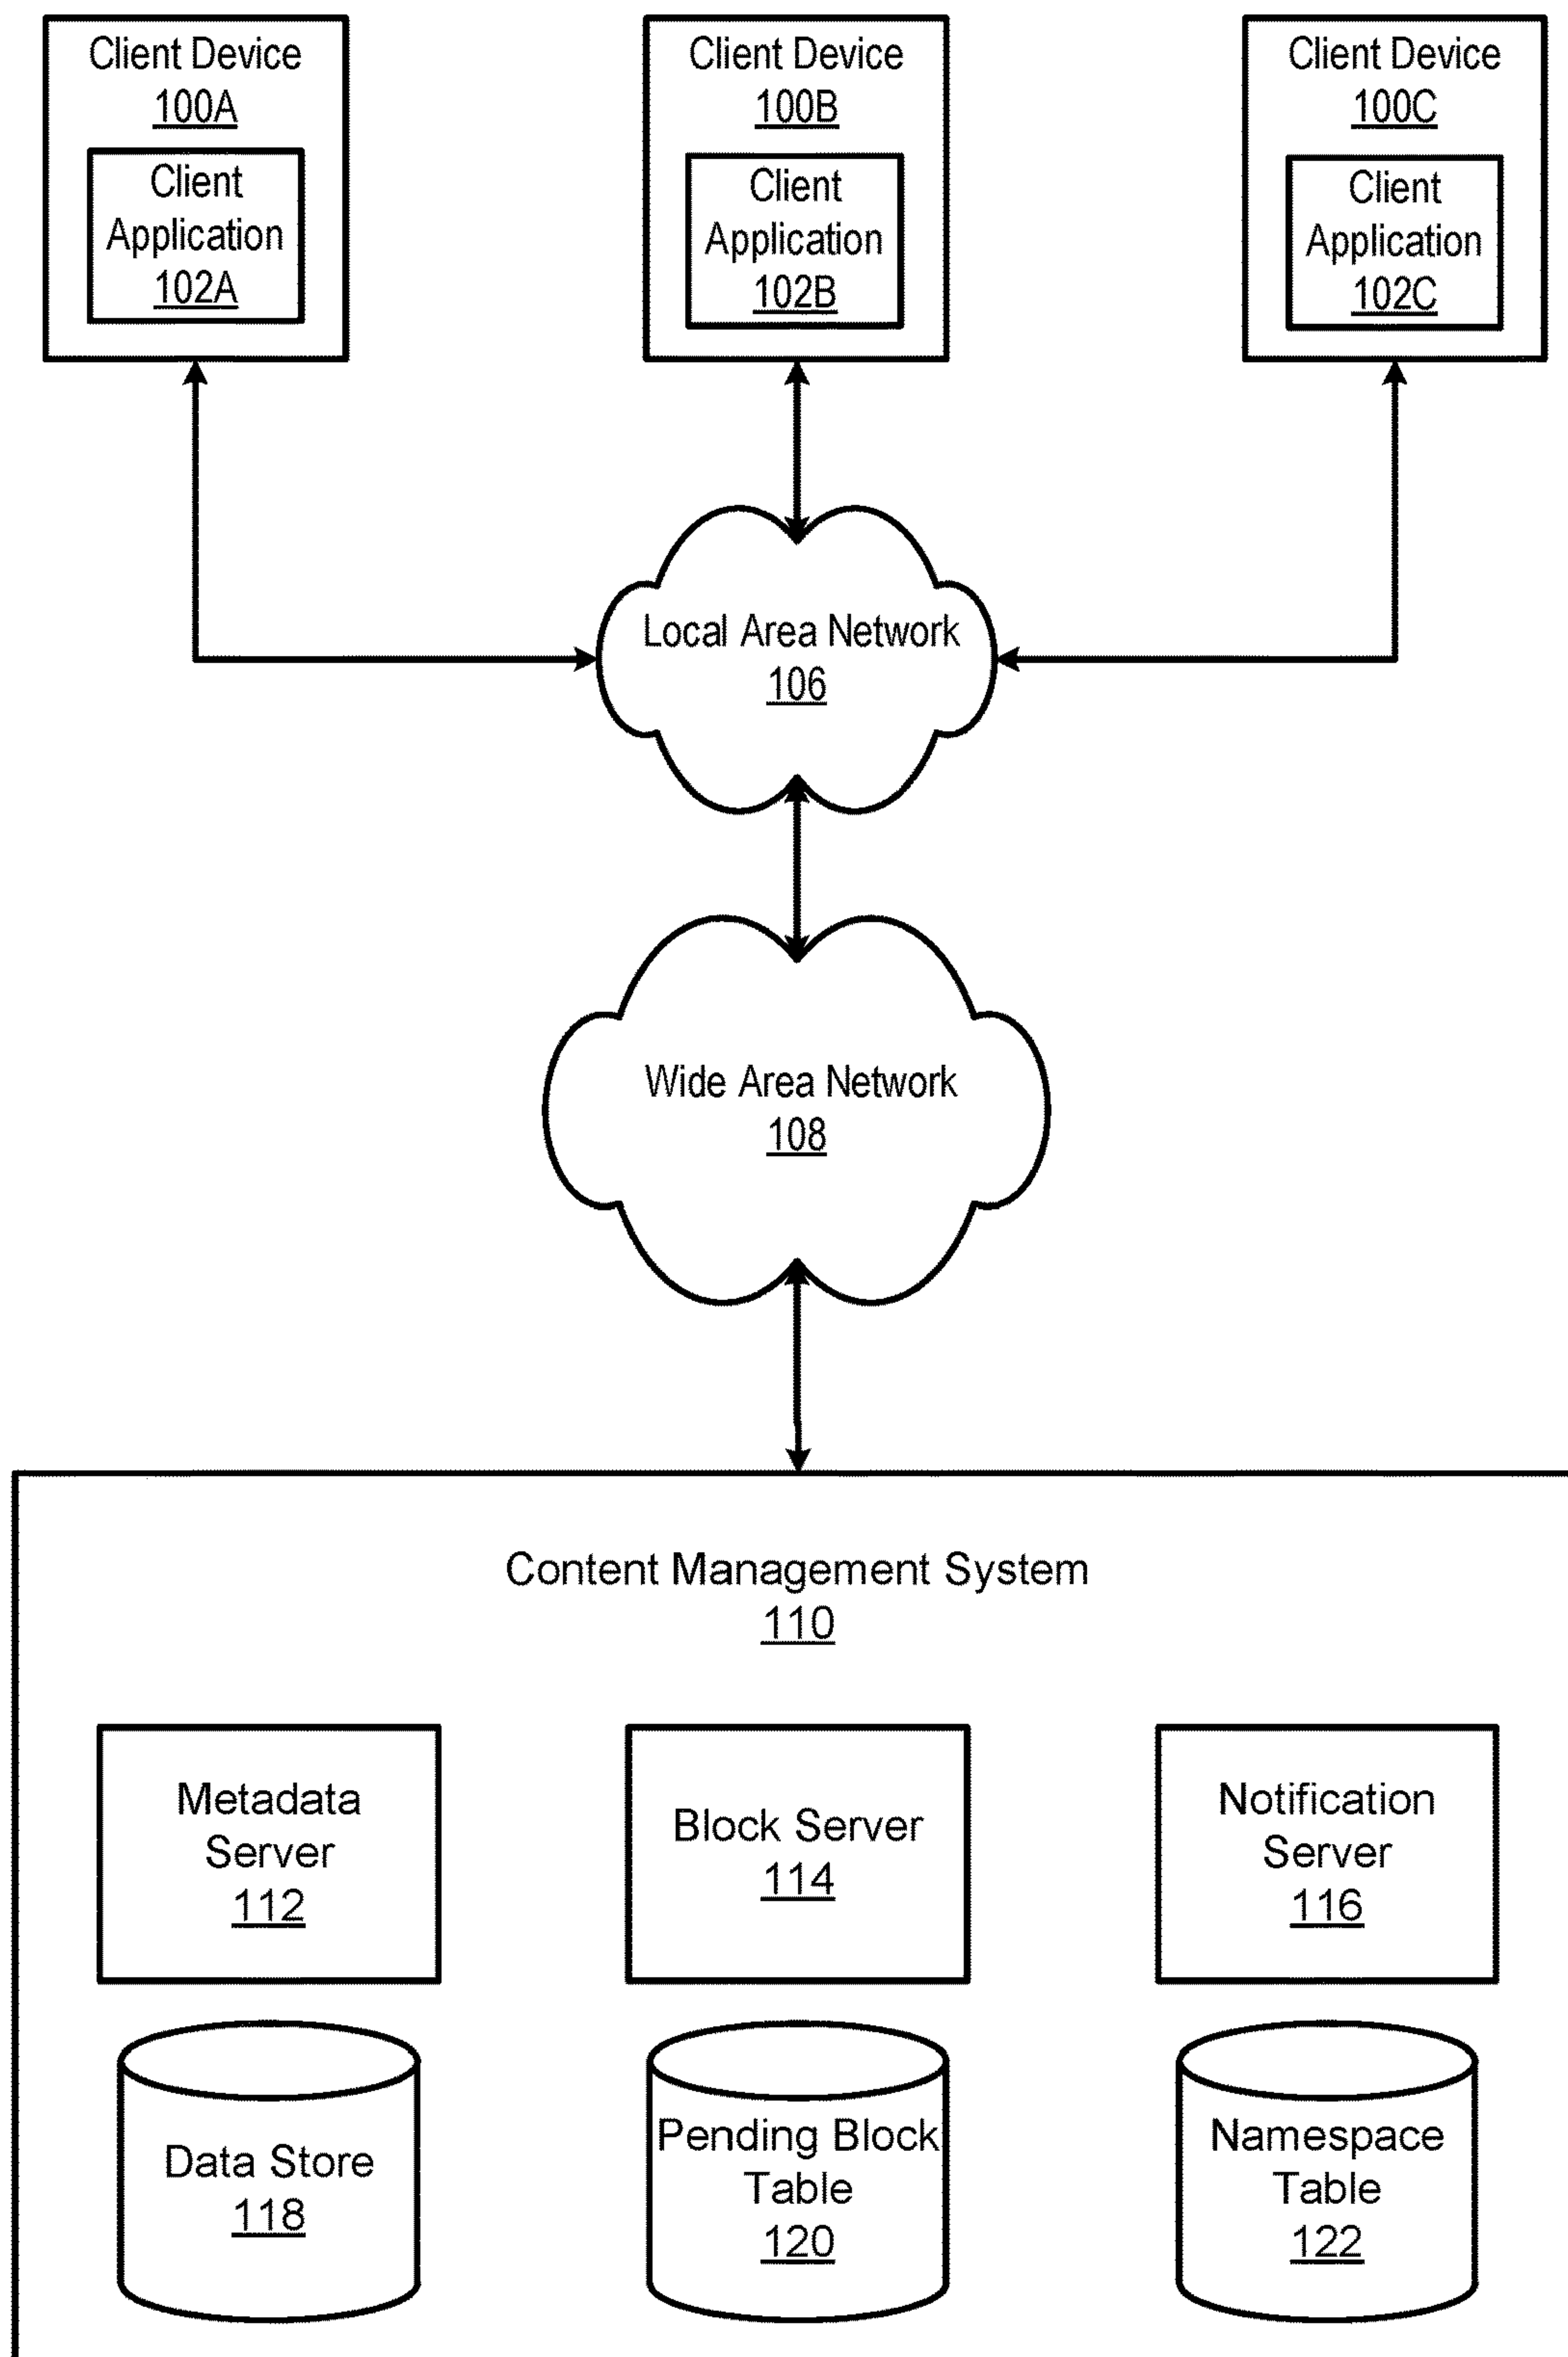 Client Device
100A
Client
Application
102A
Client Device
100B
Client
Application
102B
Client Device
100C
Client
Application
102C
Local Area Network
106
Wide Area Network
108
Content Management System
110
Metadata
Server
112
Block Server
114
Notification
Server
116
Data Store
118
Pending Block
Table
120
Namespace
Table
122